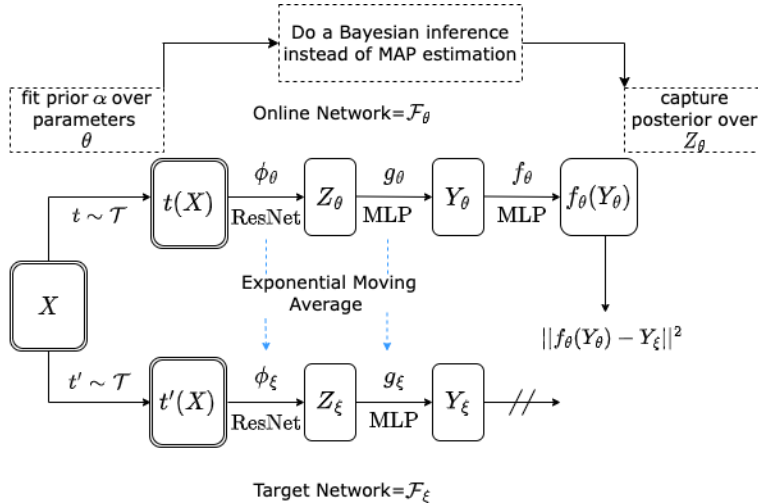 Do a Bayesian inference
instead of MAP estimation
fit prior α over
parameters
θ
Online Network=𝓕_θ
capture
posterior over
Z_θ
t ∼ 𝒯
t(X)
ϕ_θ
ResNet
Z_θ
g_θ
MLP
Y_θ
f_θ
MLP
f_θ(Y_θ)
X
Exponential Moving
Average
||f_θ(Y_θ) − Y_ξ||²
t′ ∼ 𝒯
t′(X)
ϕ_ξ
ResNet
Z_ξ
g_ξ
MLP
Y_ξ
Target Network=𝓕_ξ